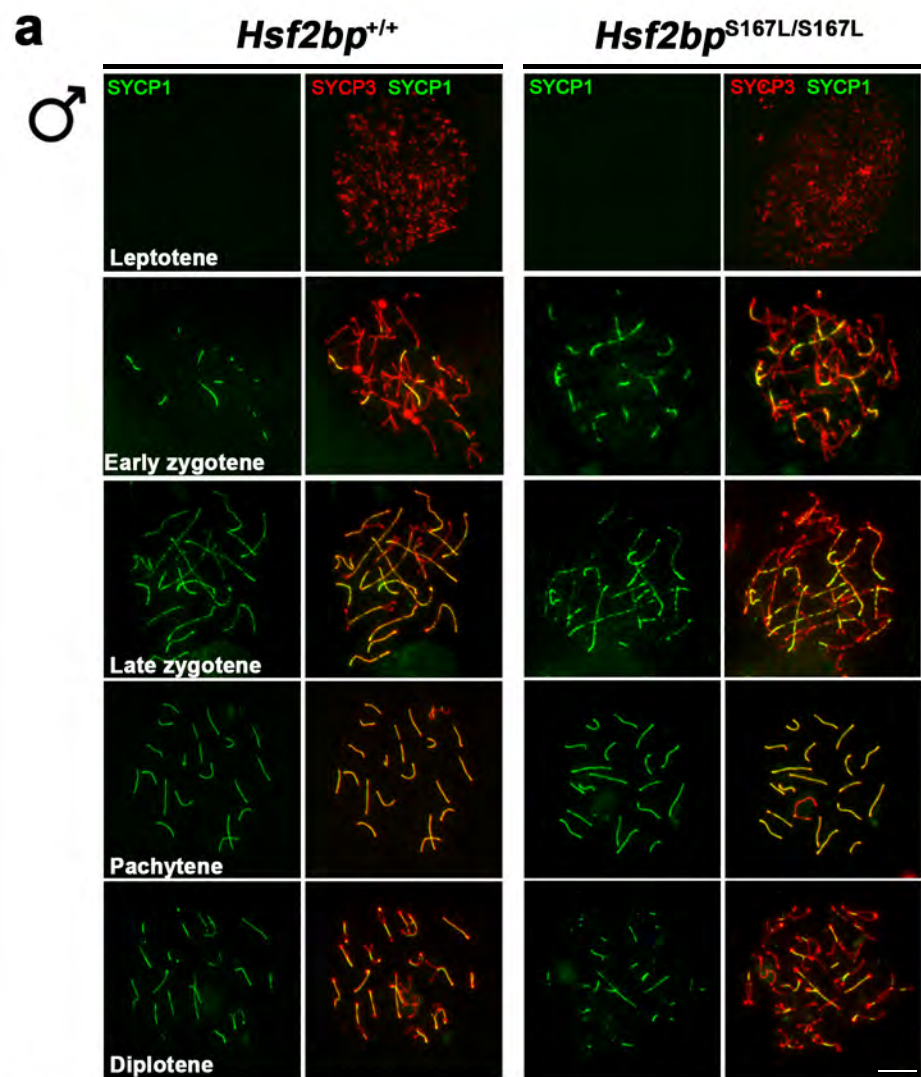 a
Hsf2bp+/+ Hsf2bpS167L/S167L
♂
SYCP1 SYCP3 SYCP1 SYCP1 SYCP3 SYCP1
Leptotene
Early zygotene
Late zygotene
Pachytene
Diplotene